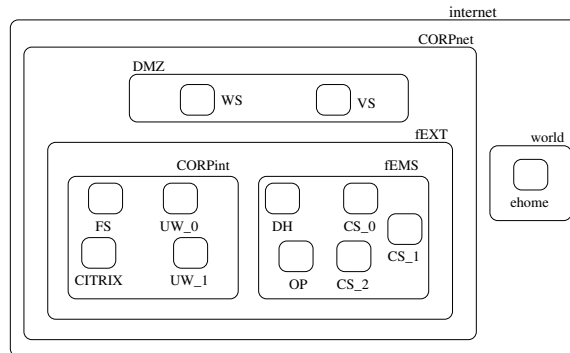 internet
CORPnet
DMZ
WS
VS
fEXT
world
CORPint
fEMS
ehome
FS
UW_0
DH
CS_0
CS_1
CITRIX
UW_1
OP
CS_2